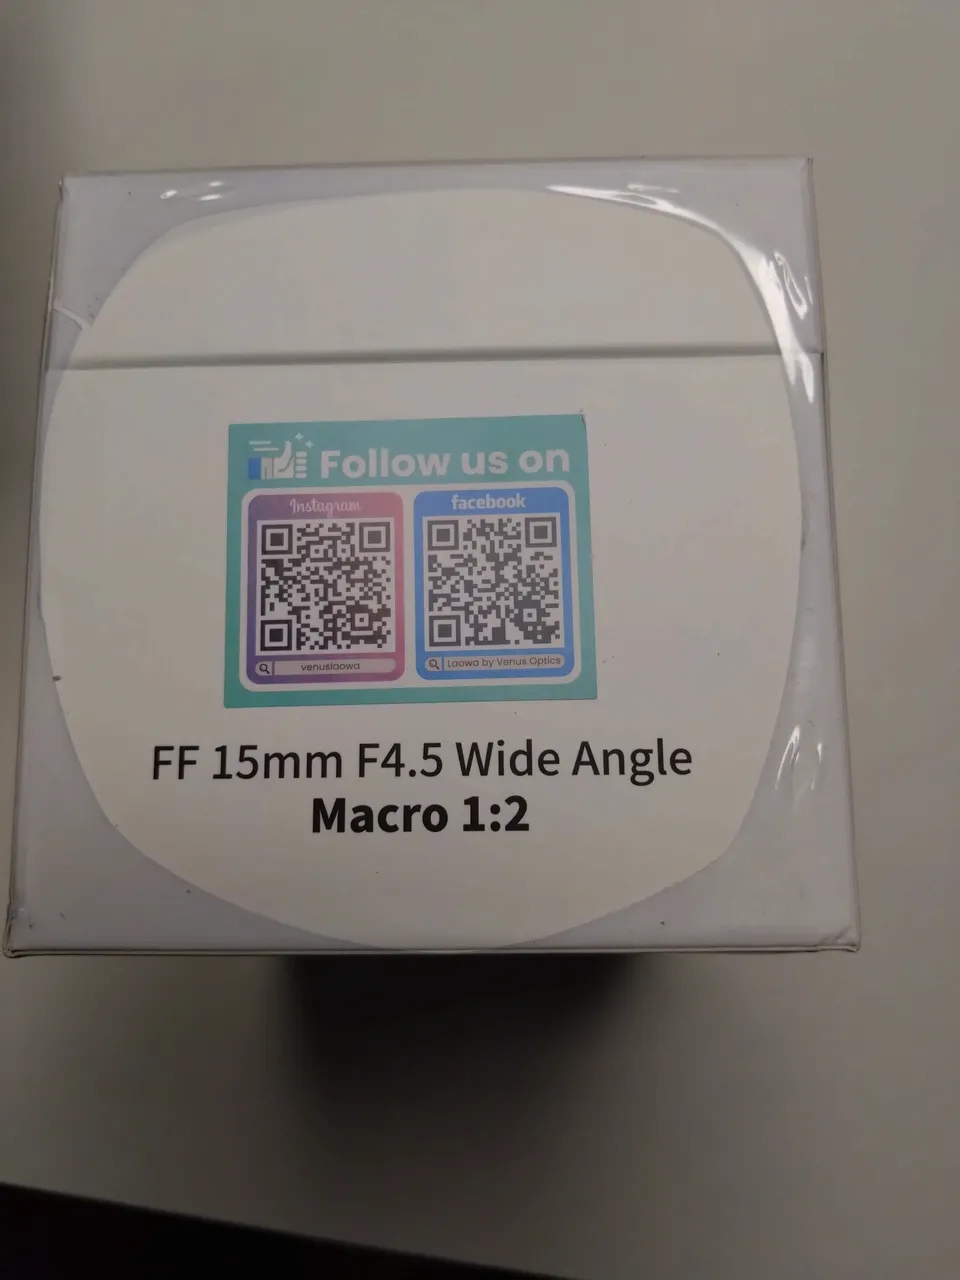 Follow us on
Instagram
facebook
venuslaowa
Laowa by Venus Optics
FF 15mm F4.5 Wide Angle
Macro 1:2